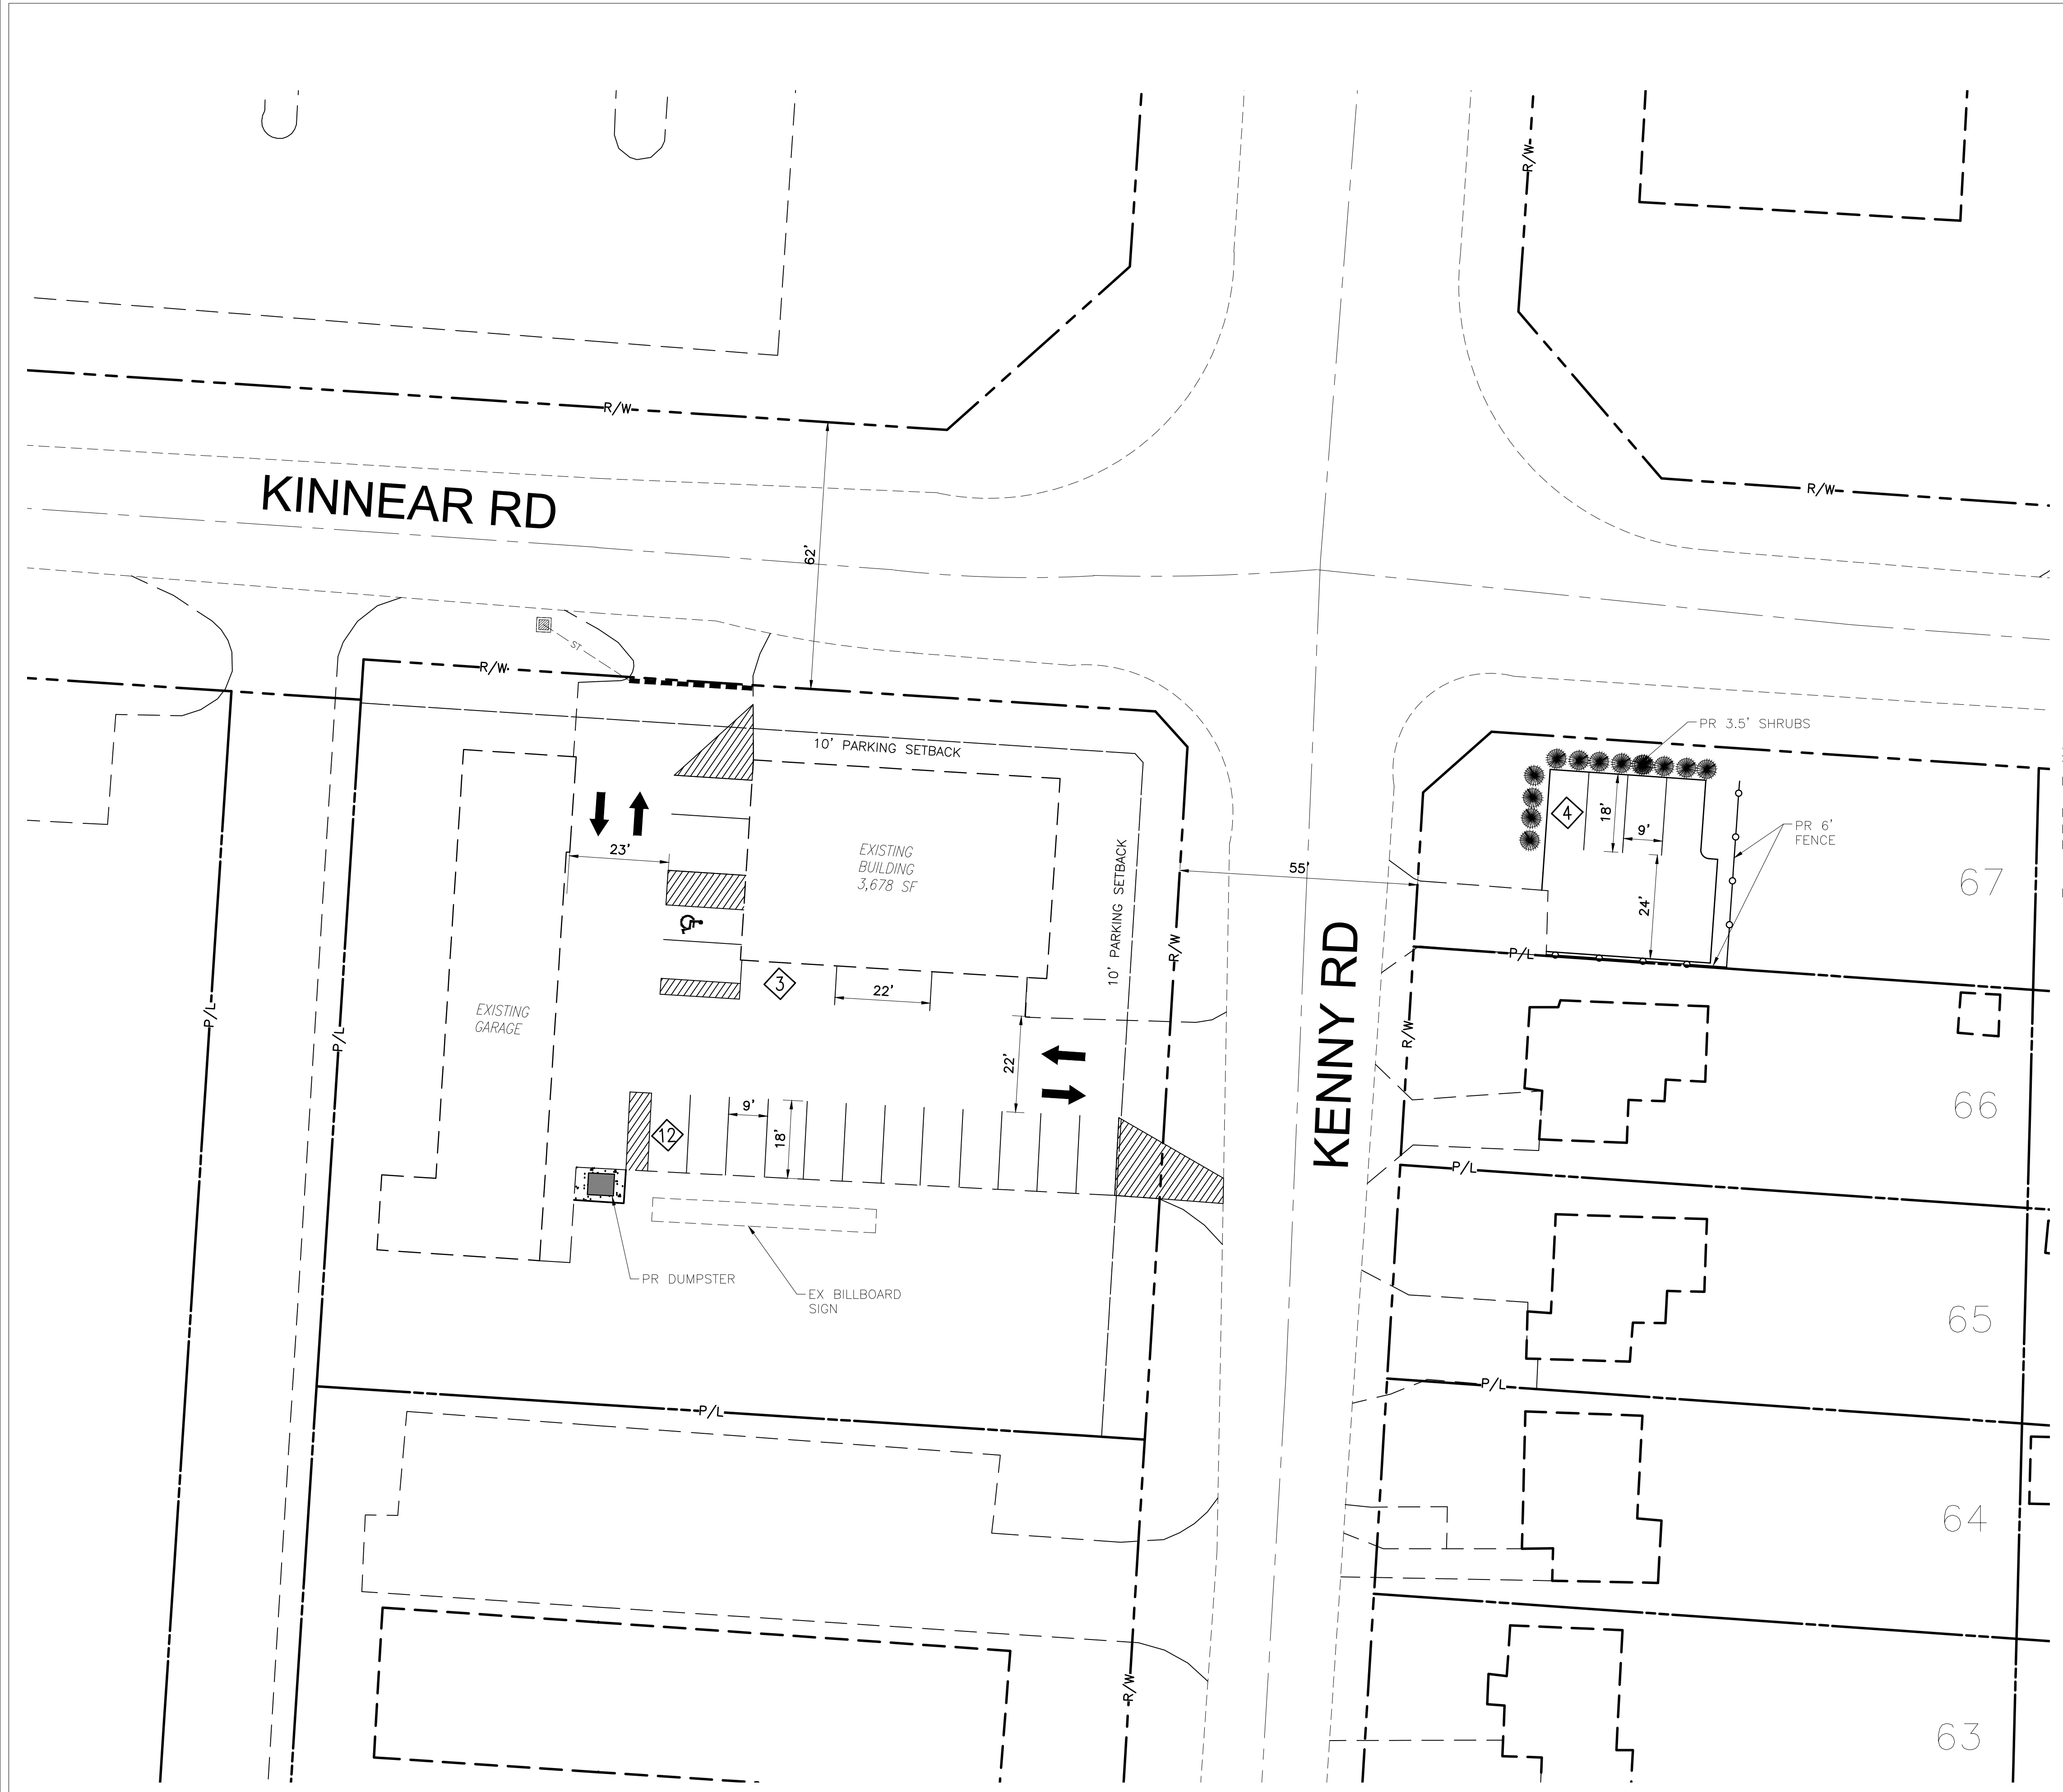 R/W
R/W
KINNEAR RD
R/W
62'
ST
R/W
PR 3.5' SHRUBS
10' PARKING SETBACK
4
18'
9'
PR 6'
FENCE
23'
EXISTING
BUILDING
3,678 SF
10' PARKING SETBACK
55'
67
24'
R/W
P/L
KENNY RD
3
22'
EXISTING
GARAGE
P/L
P/L
22'
R/W
66
9'
12
18'
P/L
PR DUMPSTER
EX BILLBOARD
SIGN
65
P/L
P/L
64
R/W
63